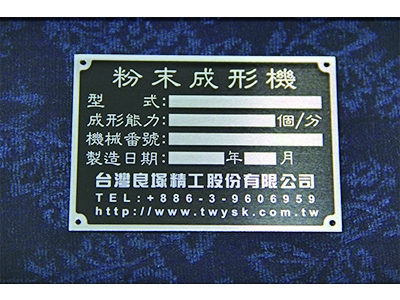 粉末成形機
型 式:
成形能力: 個/分
機械番號:
製造日期: 年 月
台灣良塚精工股份有限公司
TEL:+886-3-9606959
http://www.twysk.com.tw